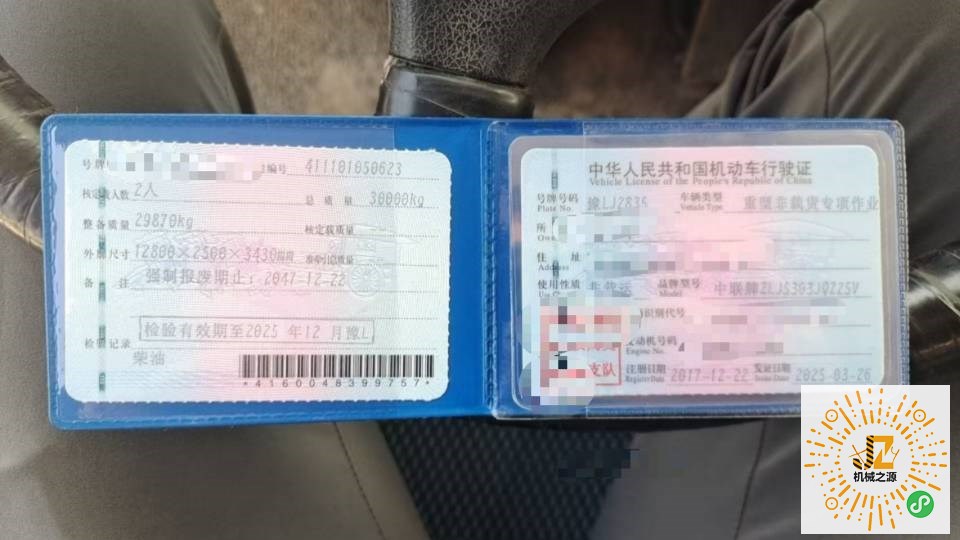 号牌
编号 411101050623
核定载人数 2人
总质量 30000kg
整备质量 29870kg
核定载质量 --
外廓尺寸 12800×2500×3430mm
备注 强制报废期止:2047-12-22
检验有效期至2025 年12 月豫L
检验记录
柴油
*4160048399757*
中华人民共和国机动车行驶证
Vehicle License of the People's Republic of China
号牌号码 豫LJ2835 车辆类型 重型非载货专项作业
Plate No. Vehicle Type
所
住址
Address
使用性质 非营运 品牌型号 中联牌ZLJ5303JQZ25V
Model
识别代号
发动机号码
Engine No.
支队
注册日期 2017-12-22 发证日期 2025-03-26
Register Date Issue Date
机械之源